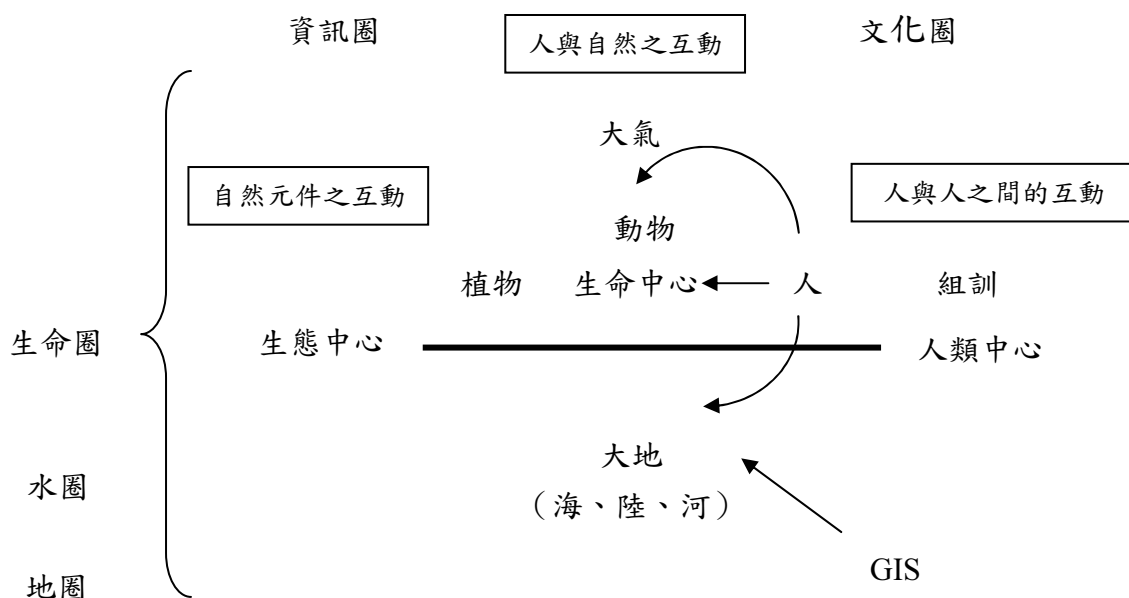 資訊圈
人與自然之互動
文化圈
大氣
自然元件之互動
人與人之間的互動
動物
植物
生命中心
人
組訓
生命圈
生態中心
人類中心
大地
水圈
（海、陸、河）
GIS
地圈